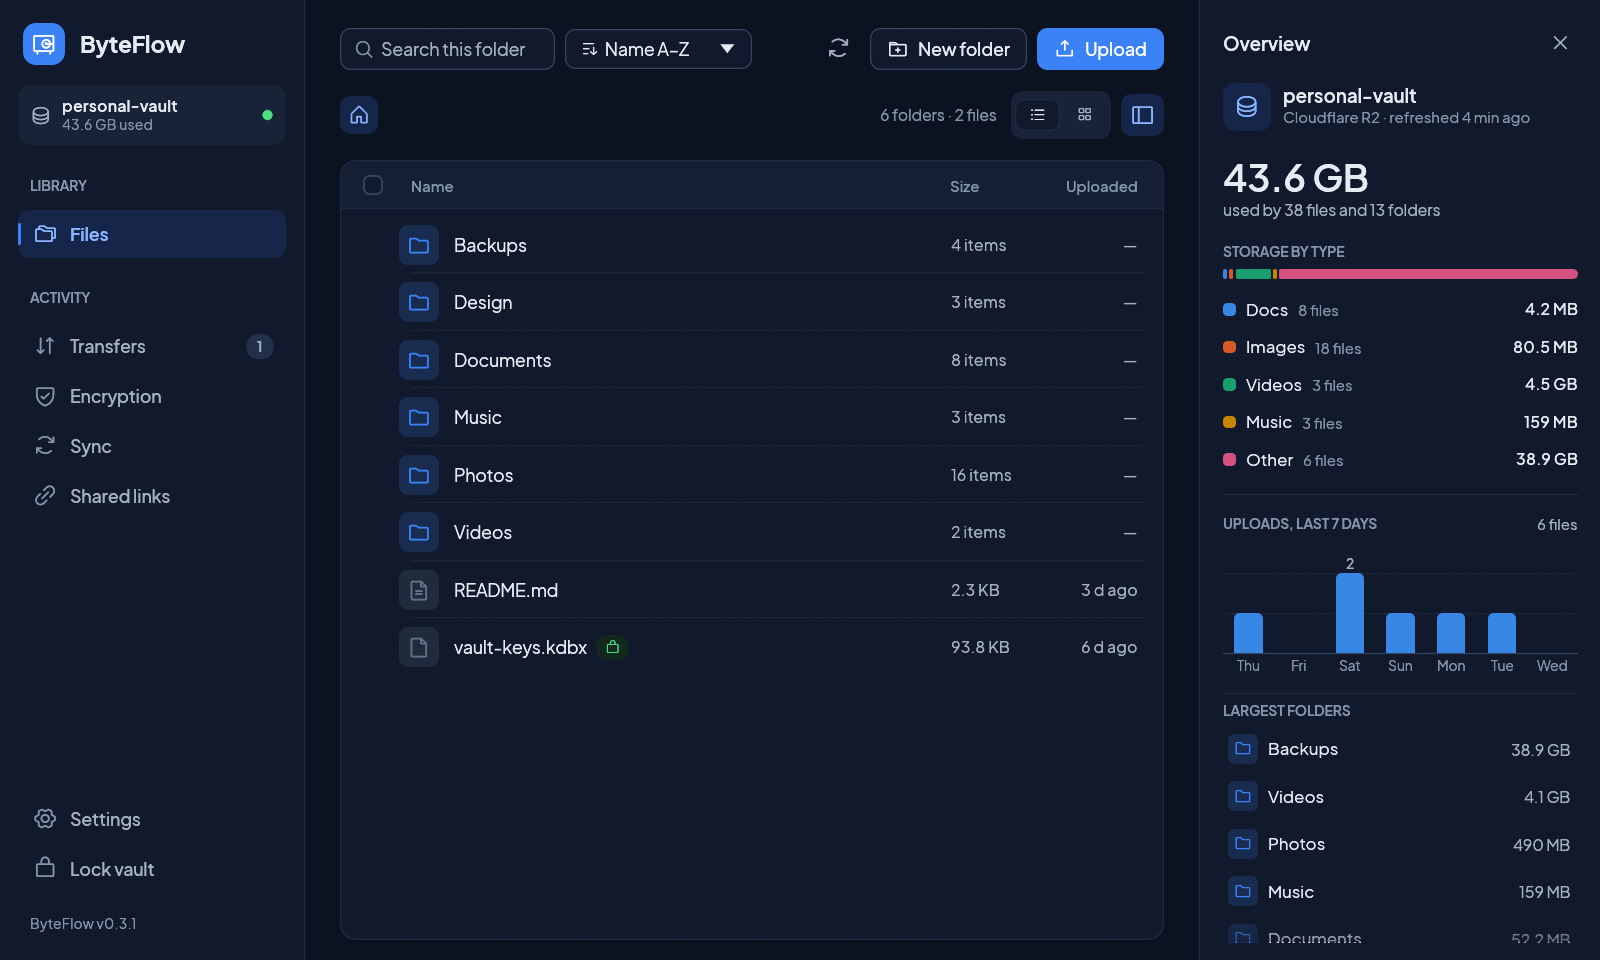 ByteFlow
personal-vault
43.6 GB used
LIBRARY
Files
ACTIVITY
Transfers 1
Encryption
Sync
Shared links
Settings
Lock vault
ByteFlow v0.3.1
Search this folder
Name A–Z
New folder
Upload
6 folders · 2 files
Name Size Uploaded
Backups 4 items —
Design 3 items —
Documents 8 items —
Music 3 items —
Photos 16 items —
Videos 2 items —
README.md 2.3 KB 3 d ago
vault-keys.kdbx 93.8 KB 6 d ago
Overview
personal-vault
Cloudflare R2 · refreshed 4 min ago
43.6 GB
used by 38 files and 13 folders
STORAGE BY TYPE
Docs 8 files 4.2 MB
Images 18 files 80.5 MB
Videos 3 files 4.5 GB
Music 3 files 159 MB
Other 6 files 38.9 GB
UPLOADS, LAST 7 DAYS 6 files
2
Thu Fri Sat Sun Mon Tue Wed
LARGEST FOLDERS
Backups 38.9 GB
Videos 4.1 GB
Photos 490 MB
Music 159 MB
Documents 52.2 MB